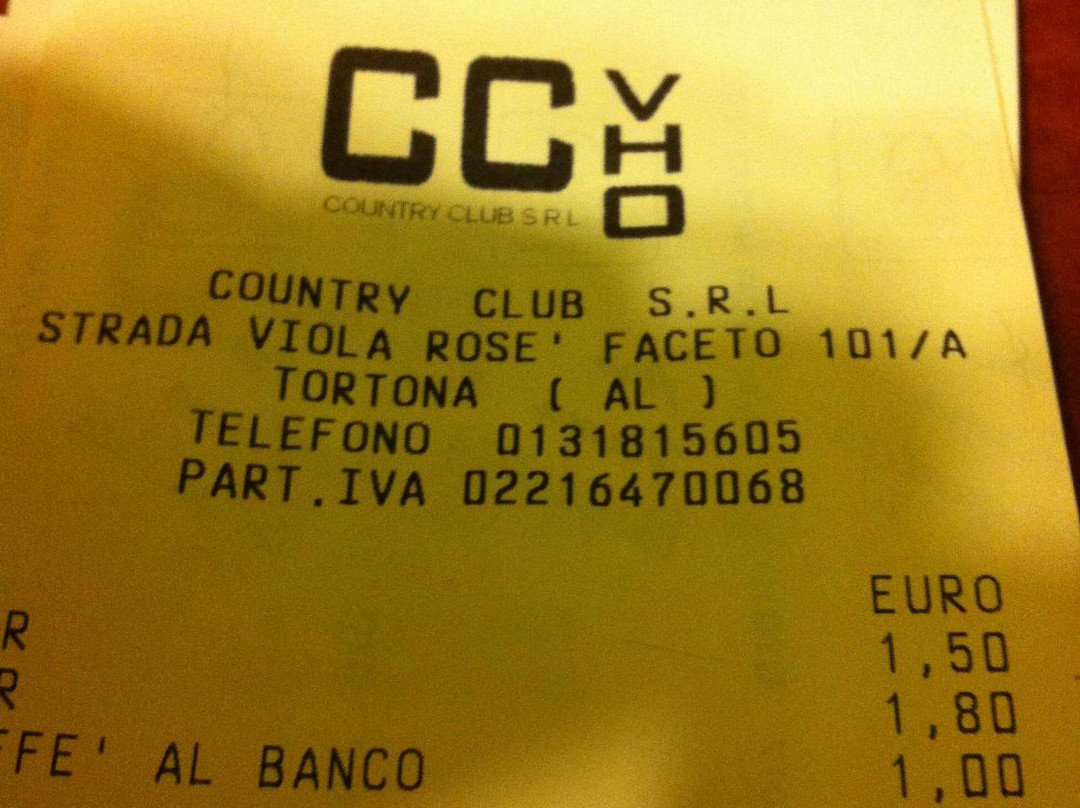 CC VHO
COUNTRY CLUB S R L
COUNTRY CLUB S.R.L
STRADA VIOLA ROSE' FACETO 101/A
TORTONA ( AL )
TELEFONO 0131815605
PART.IVA 02216470068
EURO
R 1,50
R 1,80
FFE' AL BANCO 1,00